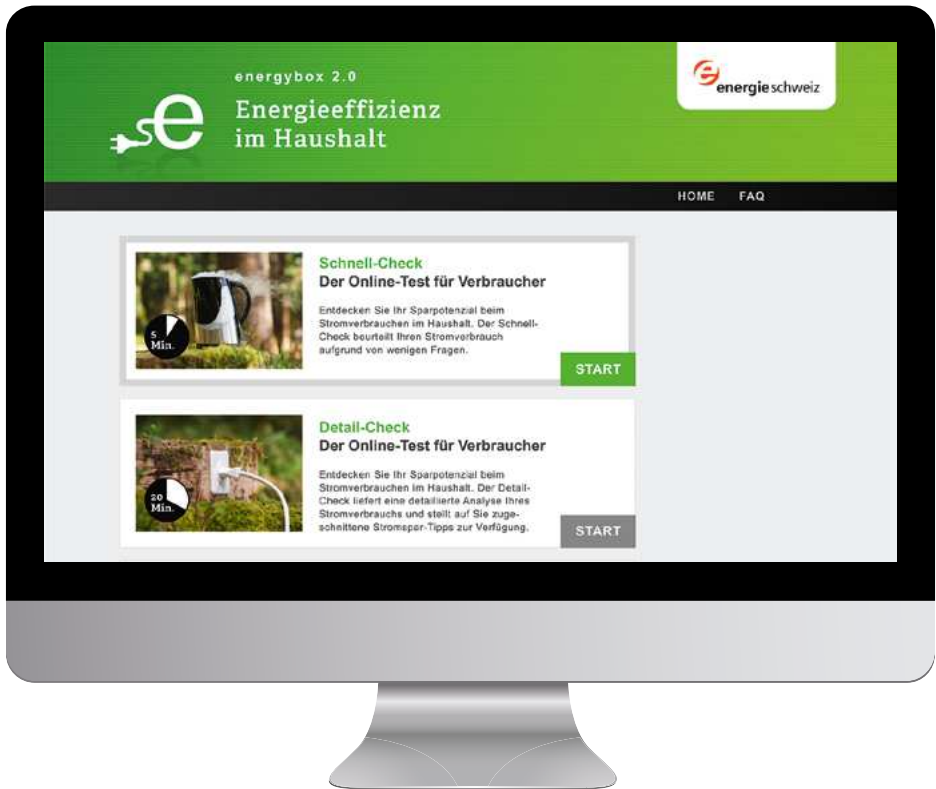 energybox 2.0
Energieeffizienz
im Haushalt
energieschweiz
HOME FAQ
5
Min.
Schnell-Check
Der Online-Test für Verbraucher
Entdecken Sie Ihr Sparpotenzial beim
Stromverbrauchen im Haushalt. Der Schnell-
Check beurteilt Ihren Stromverbrauch
aufgrund von wenigen Fragen.
START
20
Min.
Detail-Check
Der Online-Test für Verbraucher
Entdecken Sie Ihr Sparpotenzial beim
Stromverbrauchen im Haushalt. Der Detail-
Check liefert eine detaillierte Analyse Ihres
Stromverbrauchs und stellt auf Sie zuge-
schnittene Stromspar-Tipps zur Verfügung.
START